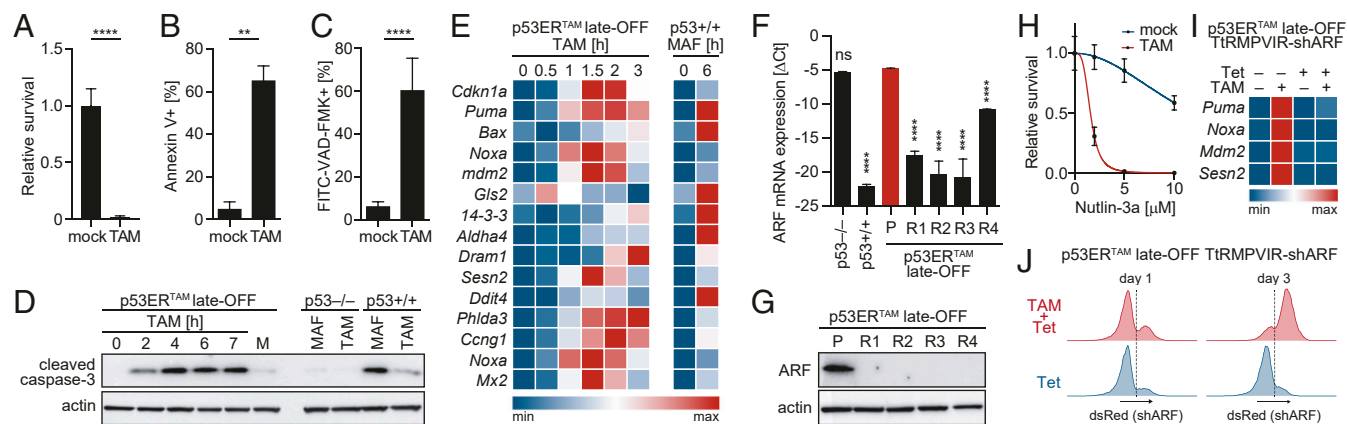 A
Relative survival
1.5
1.0
0.5
0
****
mock TAM
B
Annexin V+ [%]
80
60
40
20
0
**
mock TAM
C
FITC-VAD-FMK+ [%]
80
60
40
20
0
****
mock TAM
D
p53ER^TAM late-OFF
TAM [h]
0 2 4 6 7 M
p53–/–
MAF TAM
p53+/+
MAF TAM
cleaved
caspase-3
actin
E
p53ER^TAM late-OFF
TAM [h]
0 0.5 1 1.5 2 3
p53+/+
MAF [h]
0 6
Cdkn1a
Puma
Bax
Noxa
mdm2
Gls2
14-3-3
Aldha4
Dram1
Sesn2
Ddit4
Phlda3
Ccng1
Noxa
Mx2
min max
F
ARF mRNA expression [ΔCt]
0
-5
-10
-15
-20
-25
ns
****
****
****
****
****
p53–/–
p53+/+
P R1 R2 R3 R4
p53ER^TAM
late-OFF
G
p53ER^TAM late-OFF
P R1 R2 R3 R4
ARF
actin
H
mock
TAM
Relative survival
1.0
0.5
0.0
0 5 10
Nutlin-3a [μM]
I
p53ER^TAM late-OFF
TtRMPVIR-shARF
Tet – – + +
TAM – + – +
Puma
Noxa
Mdm2
Sesn2
min max
J
p53ER^TAM late-OFF TtRMPVIR-shARF
day 1 day 3
TAM
+
Tet
Tet
dsRed (shARF) dsRed (shARF)